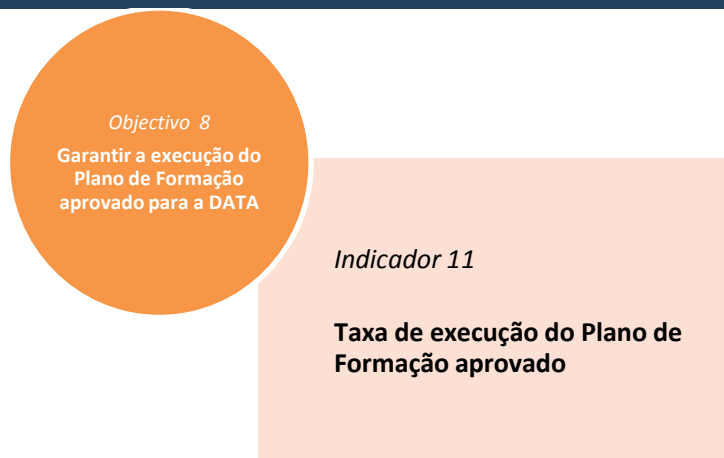 Objectivo 8
Garantir a execução do
Plano de Formação
aprovado para a DATA
Indicador 11
Taxa de execução do Plano de
Formação aprovado